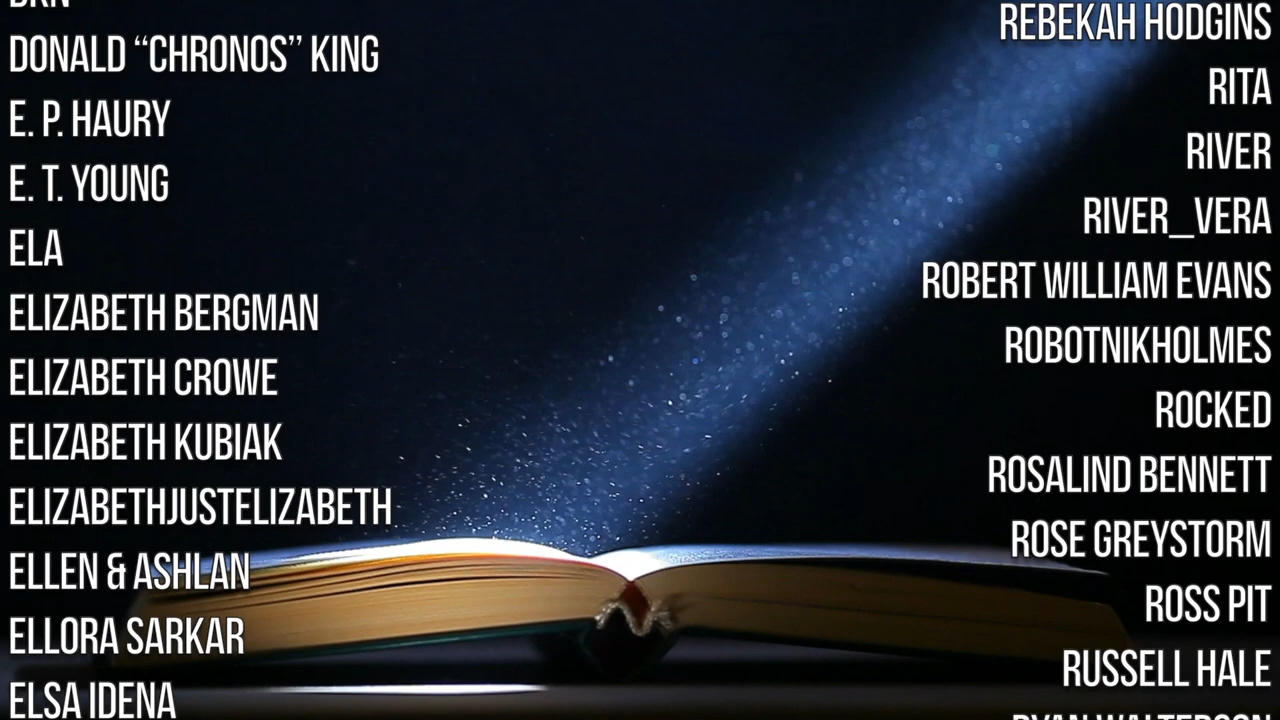 DONALD “CHRONOS” KING
E. P. HAURY
E. T. YOUNG
ELA
ELIZABETH BERGMAN
ELIZABETH CROWE
ELIZABETH KUBIAK
ELIZABETHJUSTELIZABETH
ELLEN & ASHLAN
ELLORA SARKAR
ELSA IDENA
REBEKAH HODGINS
RITA
RIVER
RIVER_VERA
ROBERT WILLIAM EVANS
ROBOTNIKHOLMES
ROCKED
ROSALIND BENNETT
ROSE GREYSTORM
ROSS PIT
RUSSELL HALE